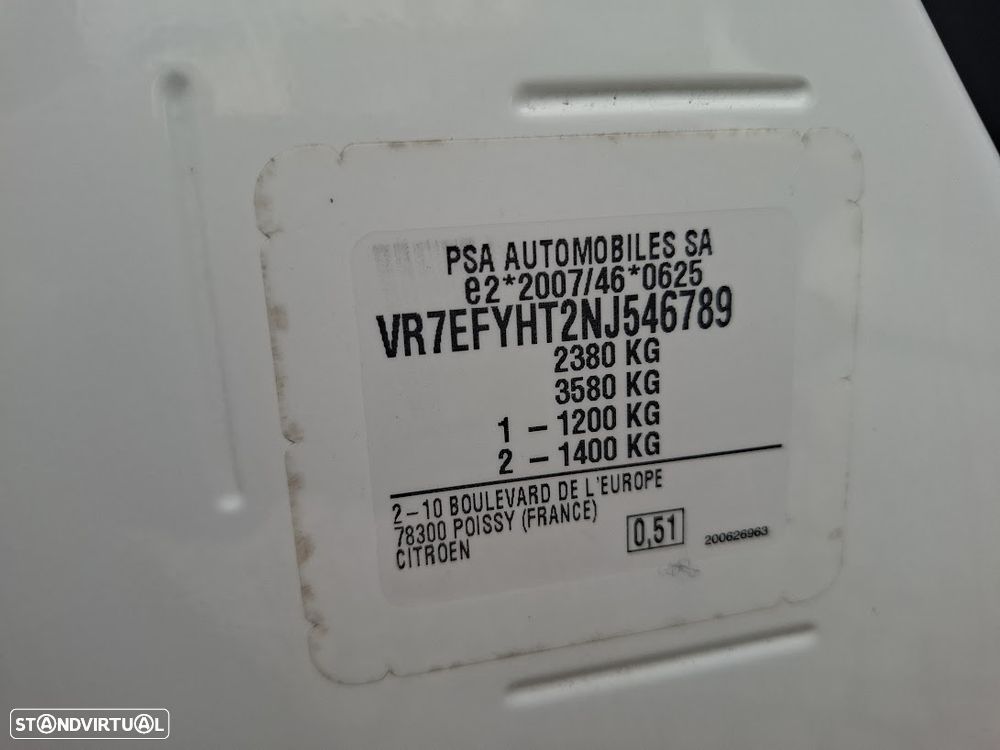 PSA AUTOMOBILES SA
e2*2007/46*0625
VR7EFYHT2NJ546789
2380 KG
3580 KG
1 - 1200 KG
2 - 1400 KG
2-10 BOULEVARD DE L'EUROPE
78300 POISSY (FRANCE)
CITROEN
0,51
200626963
STANDVIRTUAL